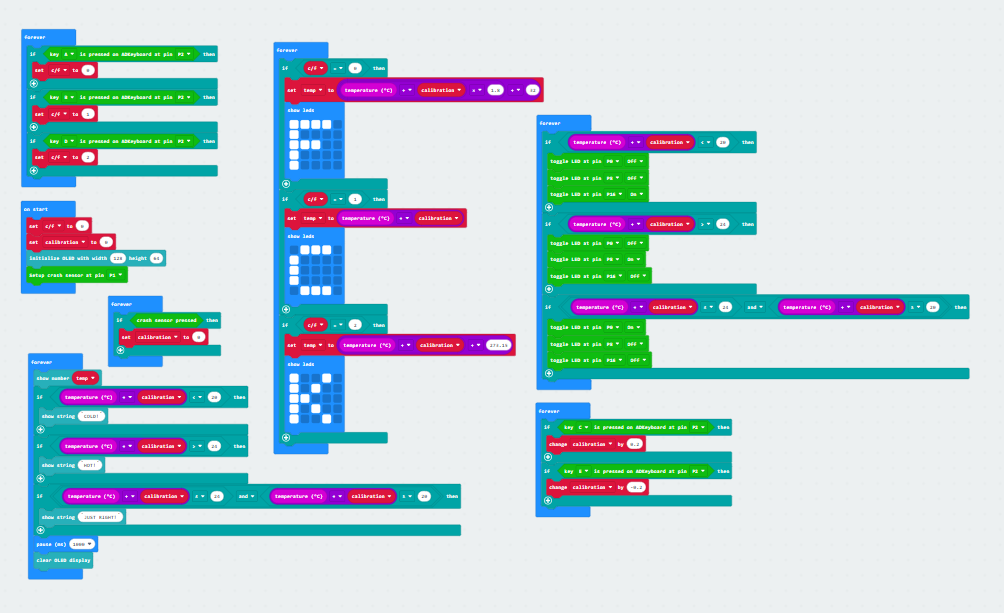 forever
if key A is pressed on ADKeyboard at pin P2 then
set c/f to 0
if key B is pressed on ADKeyboard at pin P2 then
set c/f to 1
if key D is pressed on ADKeyboard at pin P2 then
set c/f to 2
on start
set c/f to 0
set calibration to 0
initialize OLED with width 128 height 64
Setup crash sensor at pin P1
forever
if crash sensor pressed then
set calibration to 0
forever
show number temp
if temperature (°C) + calibration < 20 then
show string COLD!
if temperature (°C) + calibration > 24 then
show string HOT!
if temperature (°C) + calibration ≤ 24 and temperature (°C) + calibration ≥ 20 then
show string JUST RIGHT!
pause (ms) 1000
clear OLED display
forever
if c/f = 0 then
set temp to temperature (°C) + calibration × 1.8 + 32
show leds
if c/f = 1 then
set temp to temperature (°C) + calibration
show leds
if c/f = 2 then
set temp to temperature (°C) + calibration + 273.15
show leds
forever
if temperature (°C) + calibration < 20 then
toggle LED at pin Off
toggle LED at pin Off
toggle LED at pin P16 On
if temperature (°C) + calibration > 24 then
toggle LED at pin Off
toggle LED at pin On
toggle LED at pin P16 Off
if temperature (°C) + calibration ≤ 24 and temperature (°C) + calibration ≥ 20 then
toggle LED at pin On
toggle LED at pin Off
toggle LED at pin P16 Off
forever
if key C is pressed on ADKeyboard at pin P2 then
change calibration by 0.2
if key E is pressed on ADKeyboard at pin P2 then
change calibration by -0.2